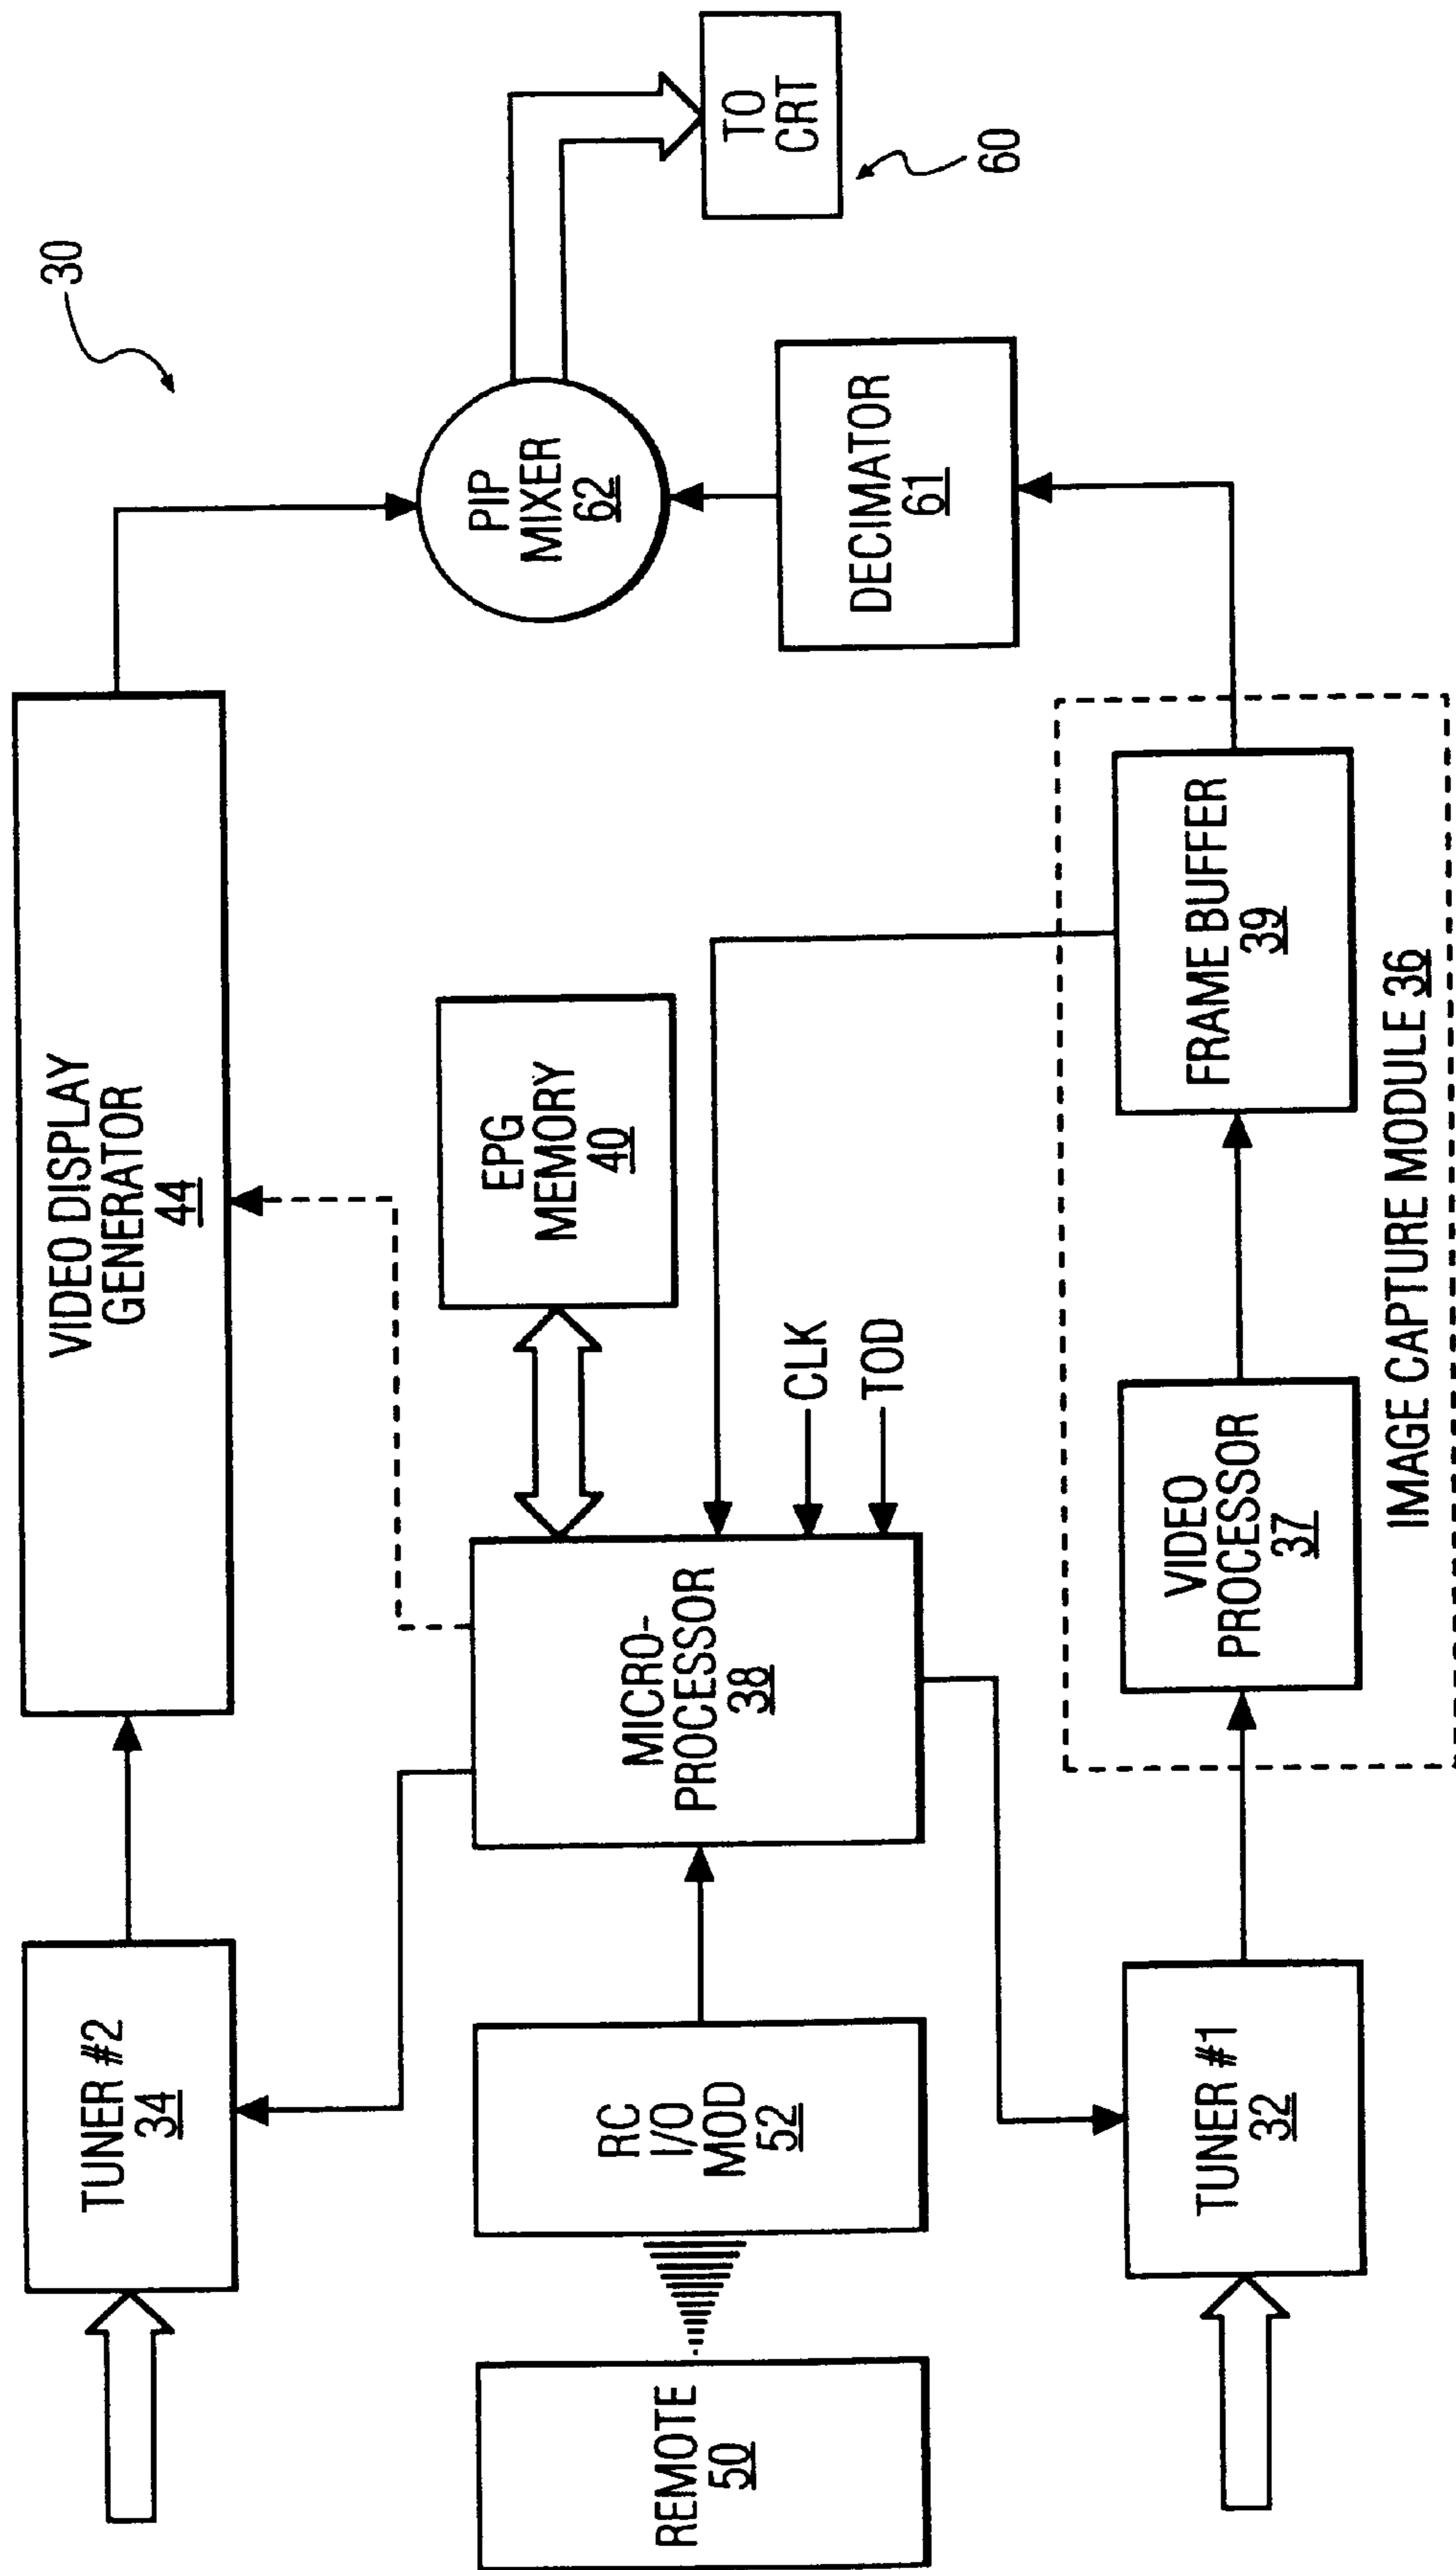 30
TUNER #2
34
VIDEO DISPLAY
GENERATOR
44
PIP
MIXER
62
TO
CRT
60
REMOTE
50
RC
I/O
MOD
52
MICRO-
PROCESSOR
38
EPG
MEMORY
40
CLK
TOD
DECIMATOR
61
TUNER #1
32
VIDEO
PROCESSOR
37
FRAME BUFFER
39
IMAGE CAPTURE MODULE 36